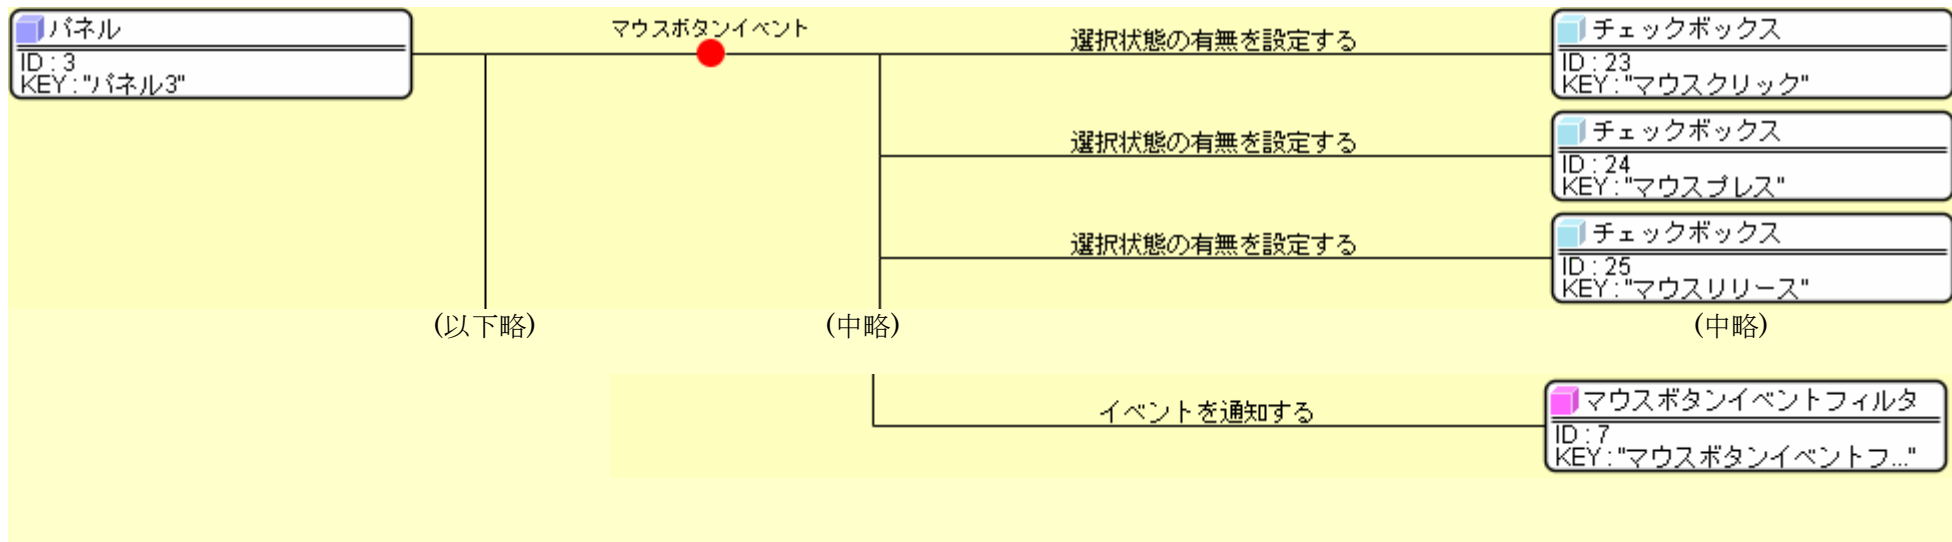 パネル
ID : 3
KEY : "パネル3"
マウスボタンイベント
選択状態の有無を設定する
チェックボックス
ID : 23
KEY : "マウスクリック"
選択状態の有無を設定する
チェックボックス
ID : 24
KEY : "マウスプレス"
選択状態の有無を設定する
チェックボックス
ID : 25
KEY : "マウスリリース"
(以下略)
(中略)
(中略)
イベントを通知する
マウスボタンイベントフィルタ
ID : 7
KEY : "マウスボタンイベントフ..."